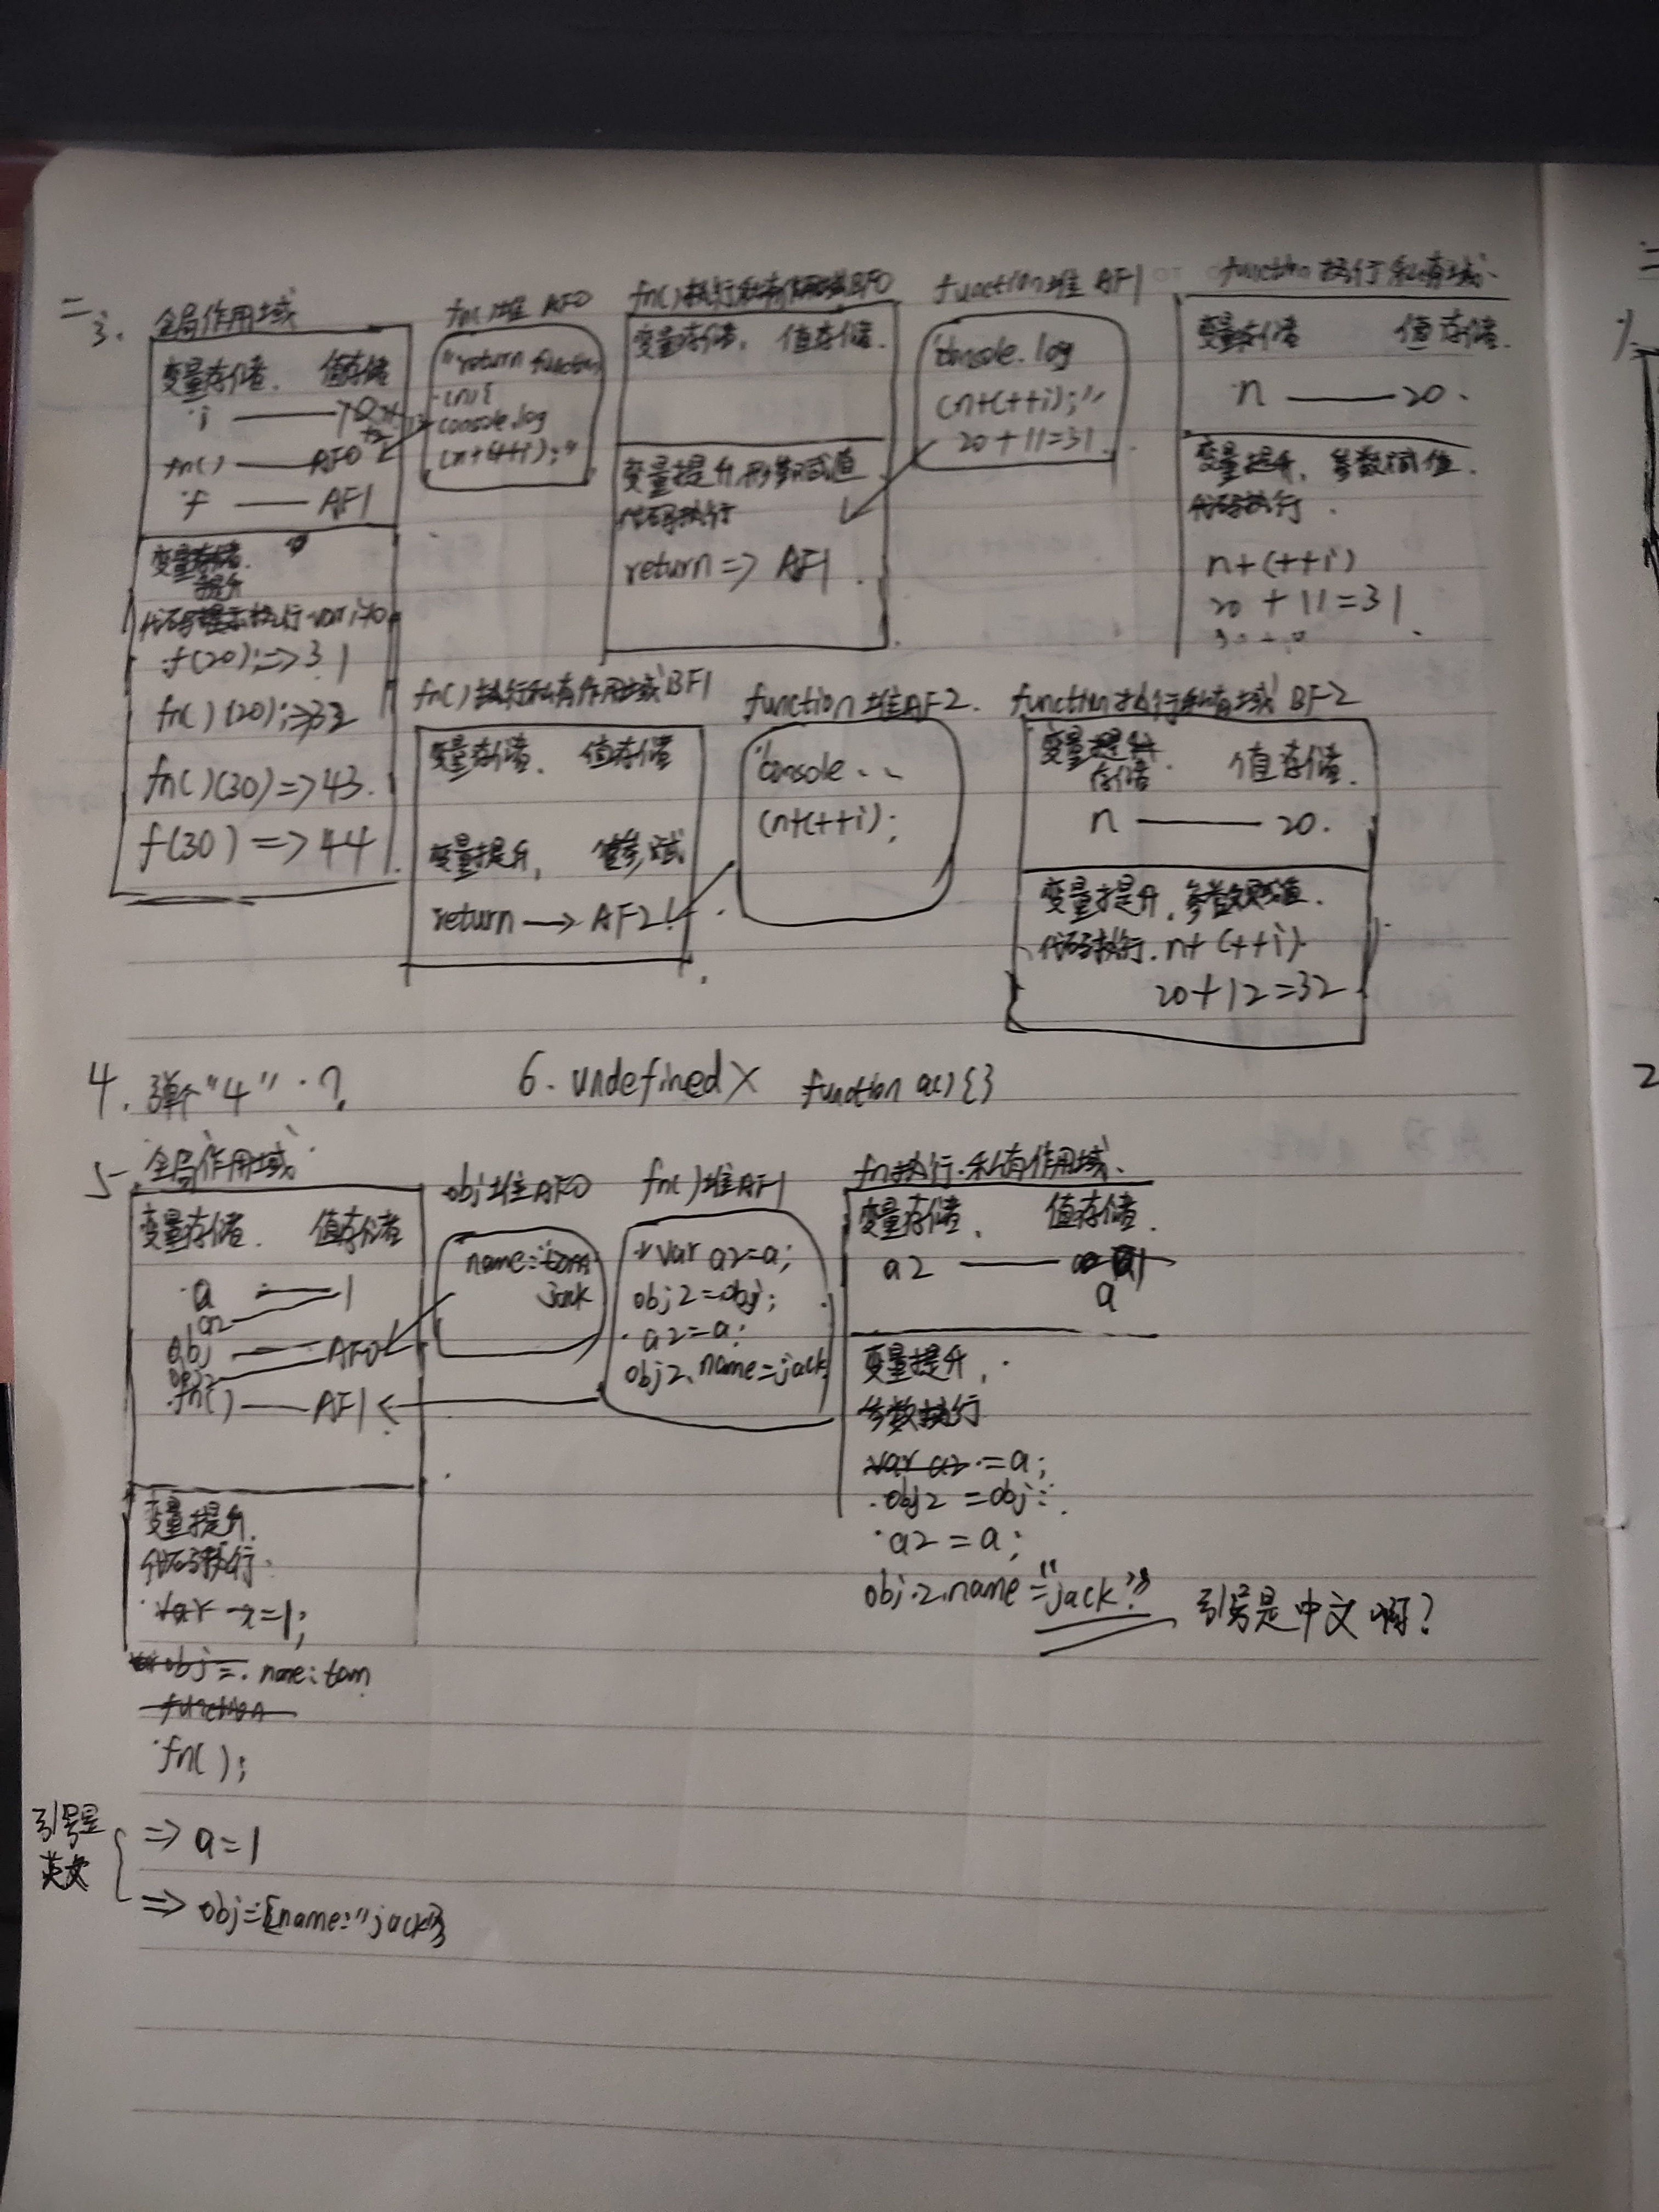 二
3.
全局作用域
变量存储. 值存储
i
fn() AF0
f AF1
代码执行 var i=10
f(20);=>31
fn()(20);=>32
fn()(30)=>43.
f(30)=>44
fn()堆 AF0
"return function
(n){
console.log
(n+(++i);"
fn()执行私有作用域BF0
变量存储. 值存储.
变量提升.形参赋值
代码执行
return=> AF1
function堆 AF1
"console.log
(n+(++i);"
20+11=31
function 执行私有域.
变量存储 值存储.
n 20.
变量提升, 参数赋值.
代码执行.
n+(++i)
20+11=31
fn()执行私有作用域BF1
变量存储. 值存储
变量提升,
return —> AF2
function堆AF2.
"console..
(n+(++i);
function执行私有域 BF2
变量存储. 值存储.
n 20.
变量提升, 参数赋值.
代码执行. n+(++i)
20+12=32
4. 弹个"4".?
6. undefined× function a(){}
5.
全局作用域
变量存储. 值存储
a 1
a2
obj AF0
obj2
fn() AF1
变量提升.
代码执行.
var =1;
obj=. name:tom
function
fn();
引号是
英文
=> a=1
=> obj={name:"jack"}
obj堆AF0
name:"tom
jack
fn()堆AF1
var a2=a;
obj2=obj;
a2=a;
obj2.name=jack
fn执行.私有作用域.
变量存储. 值存储.
a2
a
变量提升,
参数执行
var a2=a;
obj2=obj;
a2=a;
obj2.name="jack"
引号是中文啊?